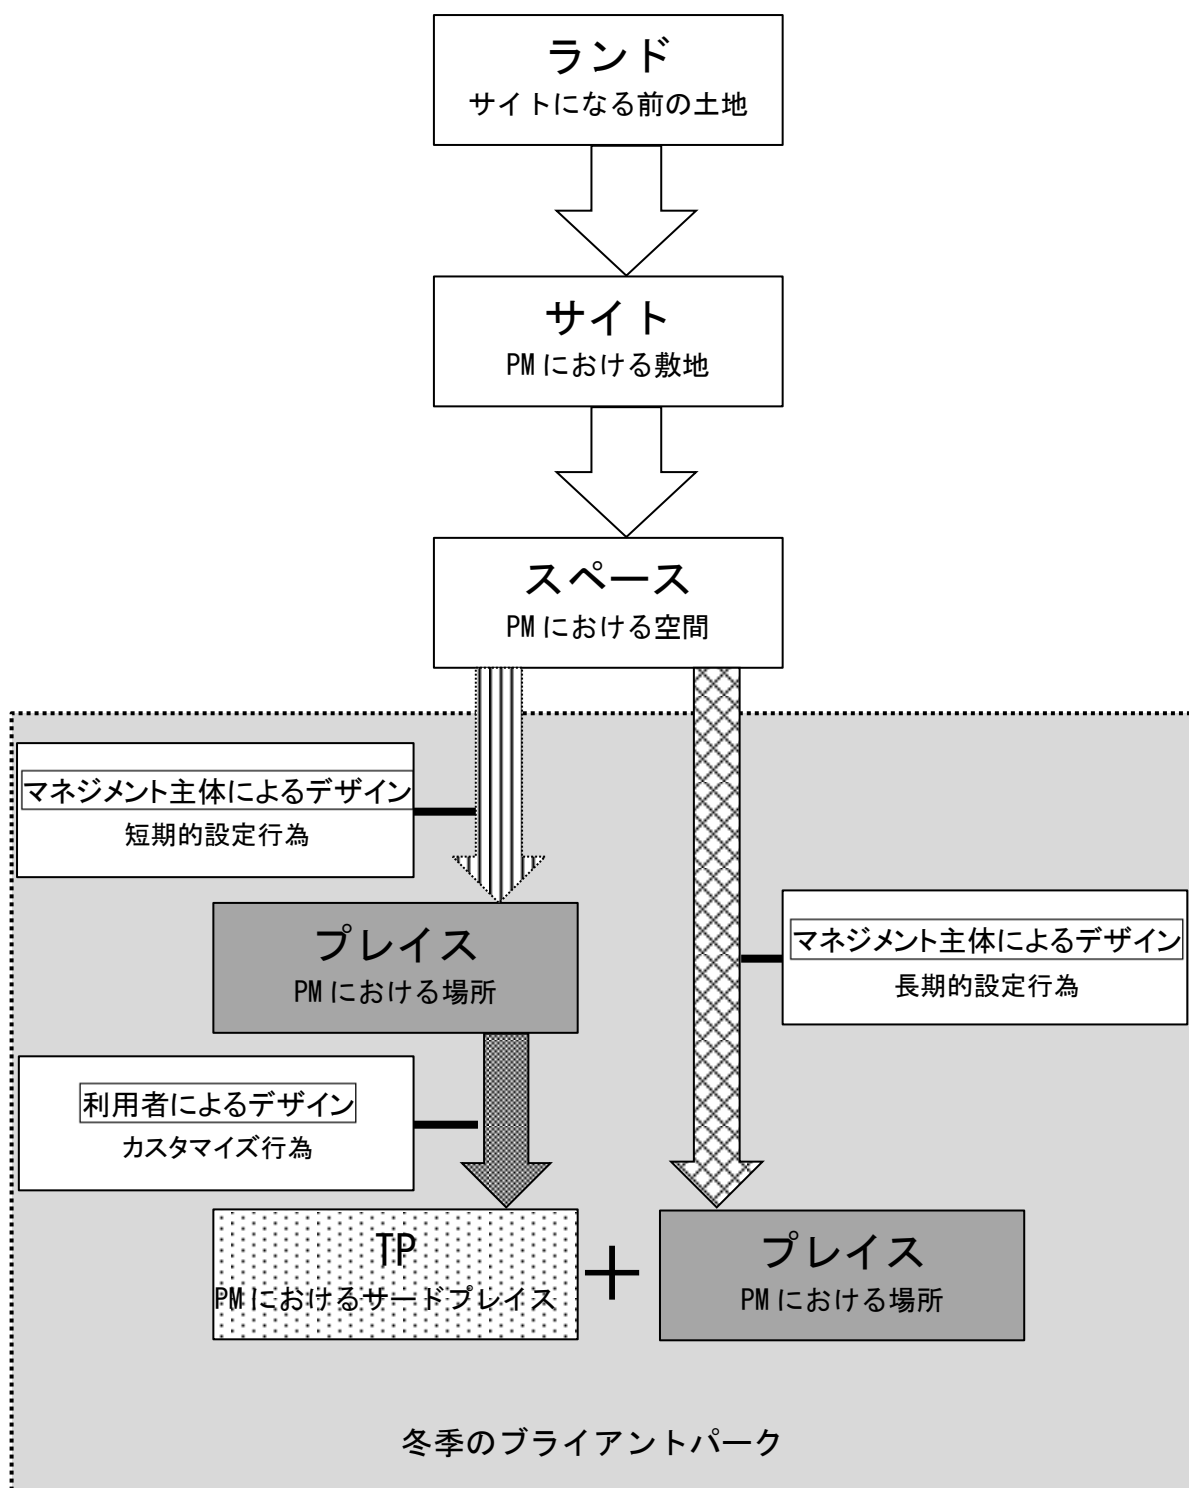 ランド
サイトになる前の土地
サイト
PMにおける敷地
スペース
PMにおける空間
マネジメント主体によるデザイン
短期的設定行為
プレイス
PMにおける場所
マネジメント主体によるデザイン
長期的設定行為
利用者によるデザイン
カスタマイズ行為
TP
PMにおけるサードプレイス
+
プレイス
PMにおける場所
冬季のブライアントパーク